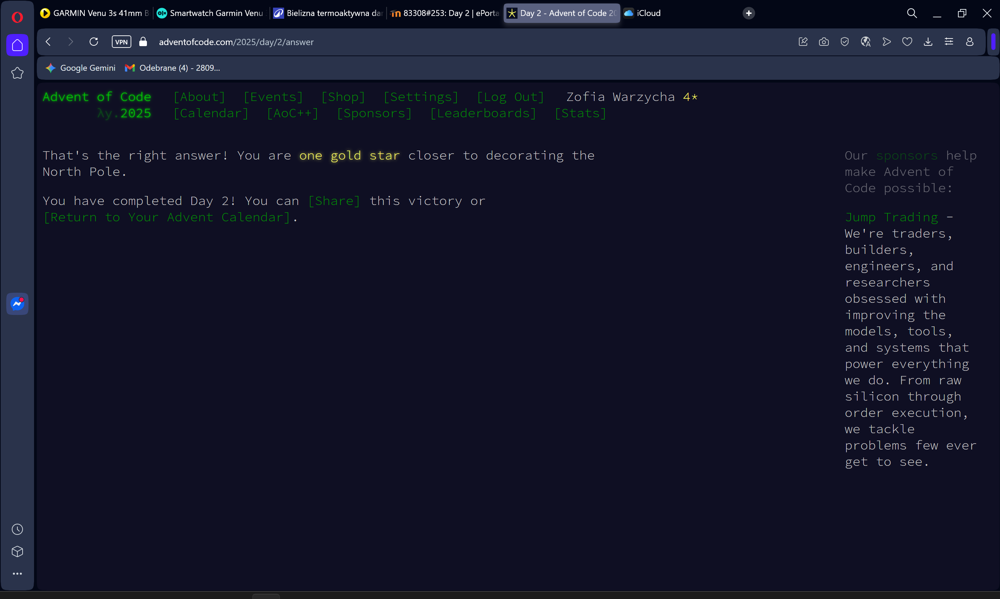 GARMIN Venu 3s 41mm B
Smartwatch Garmin Venu
Bielizna termoaktywna dar
83308#253: Day 2 | ePorta
Day 2 - Advent of Code 20
iCloud
VPN
adventofcode.com/2025/day/2/answer
Google Gemini
Odebrane (4) - 2809...
Advent of Code [About] [Events] [Shop] [Settings] [Log Out] Zofia Warzycha 4*
λy.2025 [Calendar] [AoC++] [Sponsors] [Leaderboards] [Stats]
That's the right answer! You are one gold star closer to decorating the
North Pole.
You have completed Day 2! You can [Share] this victory or
[Return to Your Advent Calendar].
Our sponsors help
make Advent of
Code possible:
Jump Trading -
We're traders,
builders,
engineers, and
researchers
obsessed with
improving the
models, tools,
and systems that
power everything
we do. From raw
silicon through
order execution,
we tackle
problems few ever
get to see.